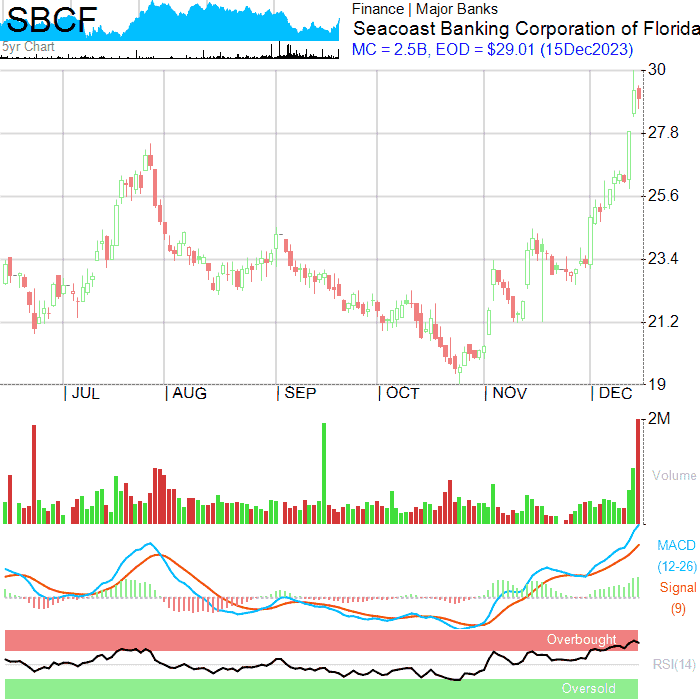 SBCF
5yr Chart
Finance | Major Banks
Seacoast Banking Corporation of Florida
MC = 2.5B, EOD = $29.01 (15Dec2023)
30
27.8
25.6
23.4
21.2
19
| JUL | AUG | SEP | OCT | NOV | DEC
2M
Volume
MACD
(12-26)
Signal
(9)
Overbought
RSI(14)
Oversold